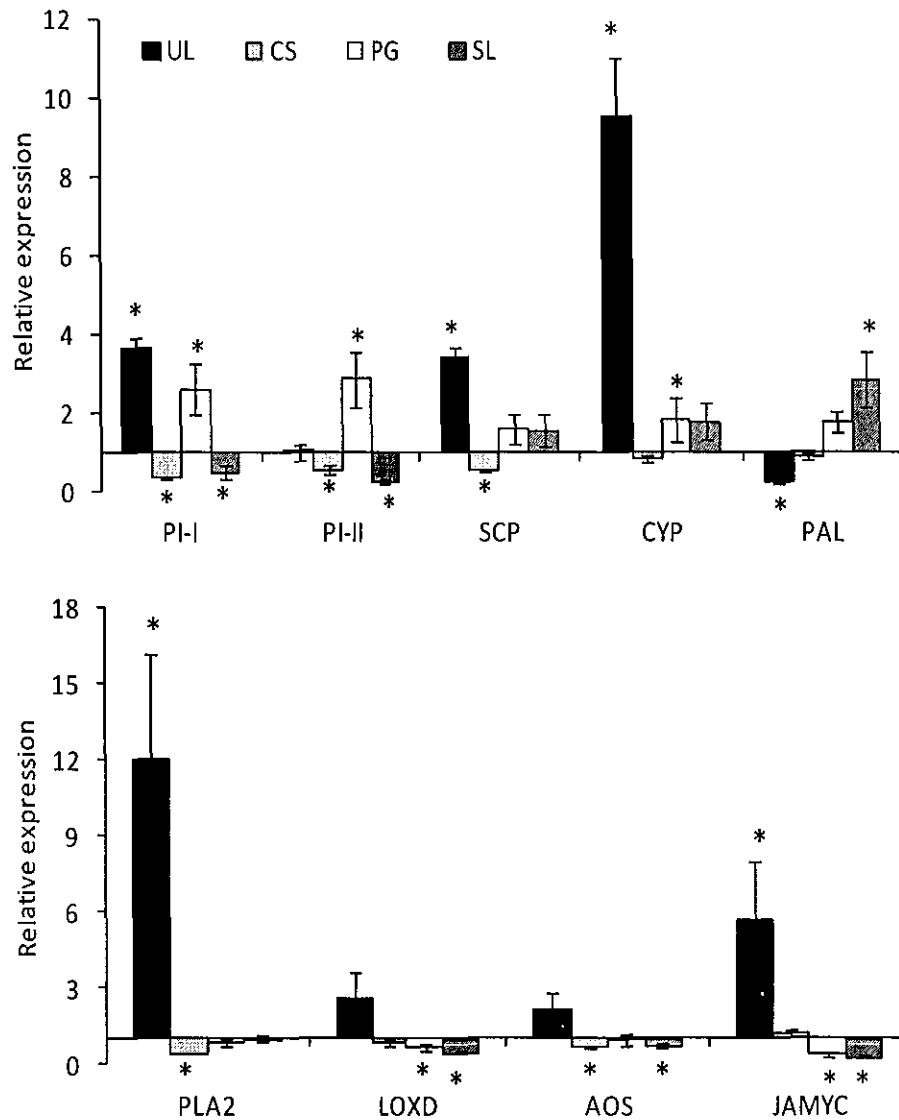 12
UL CS PG SL
10
8
6
4
2
0
Relative expression
* * * * * * * * * * * *
PI-I PI-II SCP CYP PAL
18
15
12
9
6
3
0
Relative expression
* * * * * * * * *
PLA2 LOXD AOS JAMYC